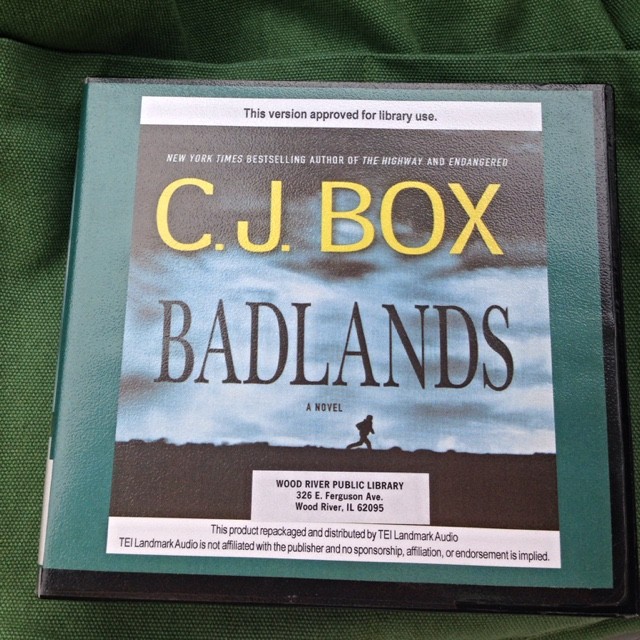 This version approved for library use.
NEW YORK TIMES BESTSELLING AUTHOR OF THE HIGHWAY AND ENDANGERED
C.J. BOX
BADLANDS
A NOVEL
WOOD RIVER PUBLIC LIBRARY
326 E. Ferguson Ave.
Wood River, IL 62095
This product repackaged and distributed by TEI Landmark Audio
TEI Landmark Audio is not affiliated with the publisher and no sponsorship, affiliation, or endorsement is implied.